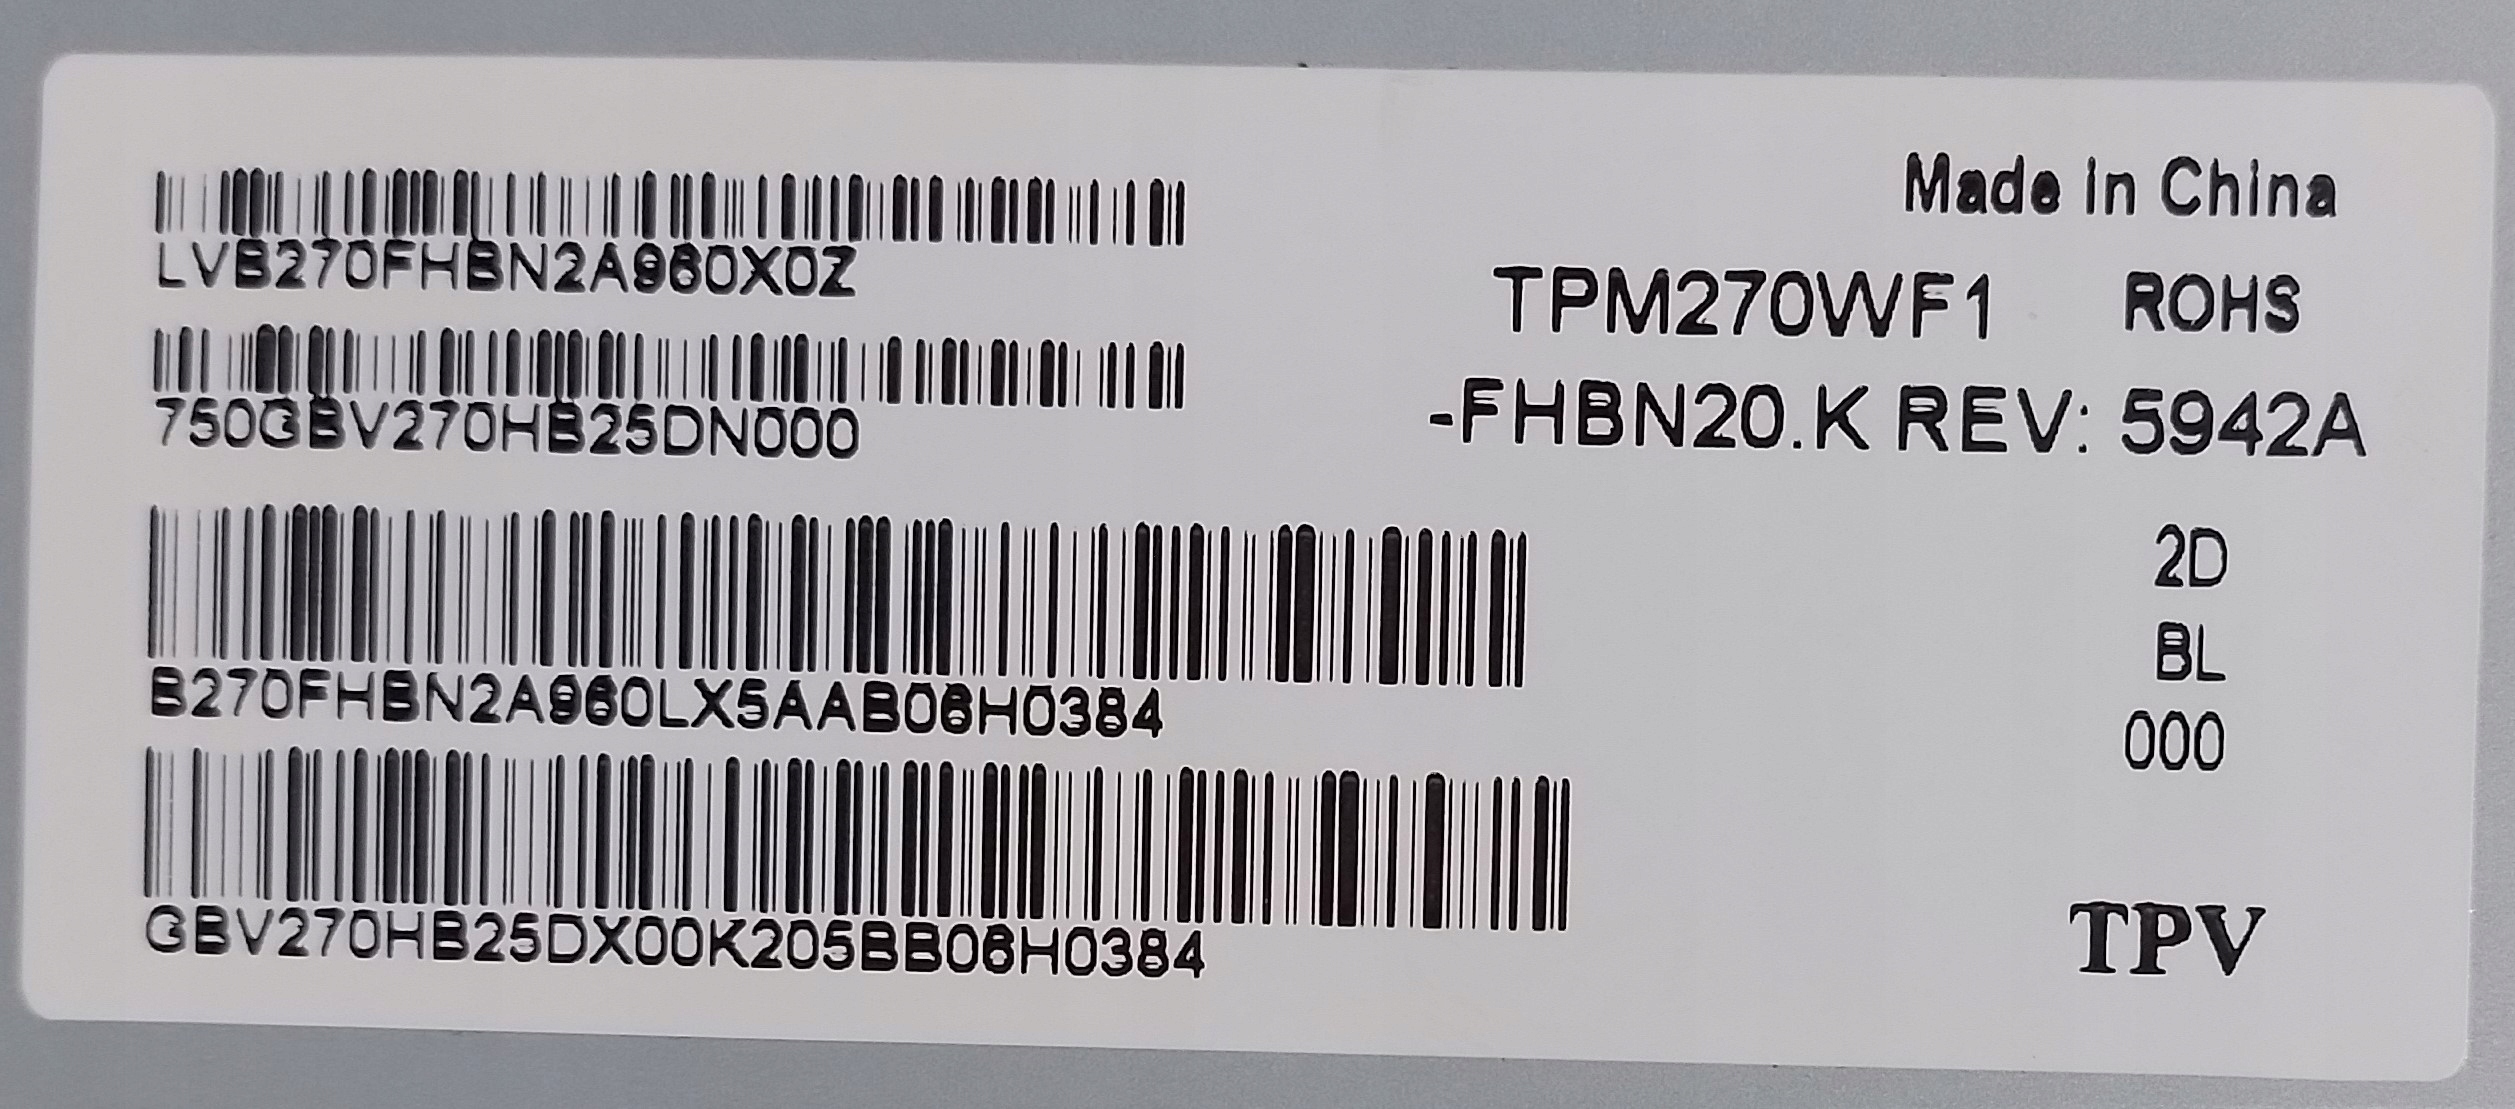 Made in China
LVB270FHBN2A960X0Z
TPM270WF1 ROHS
750GBV270HB25DN000
-FHBN20.K REV: 5942A
2D
B270FHBN2A960LX5AAB06H0384
BL
000
GBV270HB25DX00K205BB06H0384
TPV